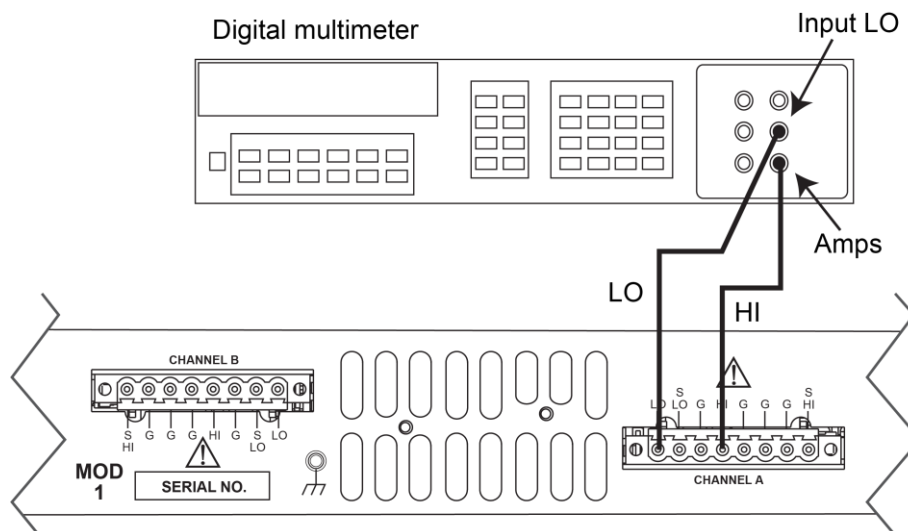 Digital multimeter
Input LO
Amps
LO
HI
CHANNEL B
S HI G G G HI G S LO LO
MOD 1
SERIAL NO.
LO S LO G HI G G G S HI
CHANNEL A